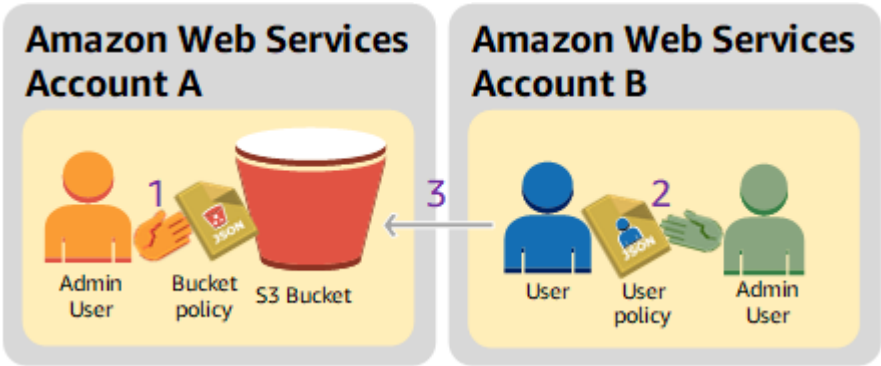 Amazon Web Services
Account A
1
JSON
Admin
User
Bucket
policy
S3 Bucket
3
Amazon Web Services
Account B
2
JSON
User
User
policy
Admin
User